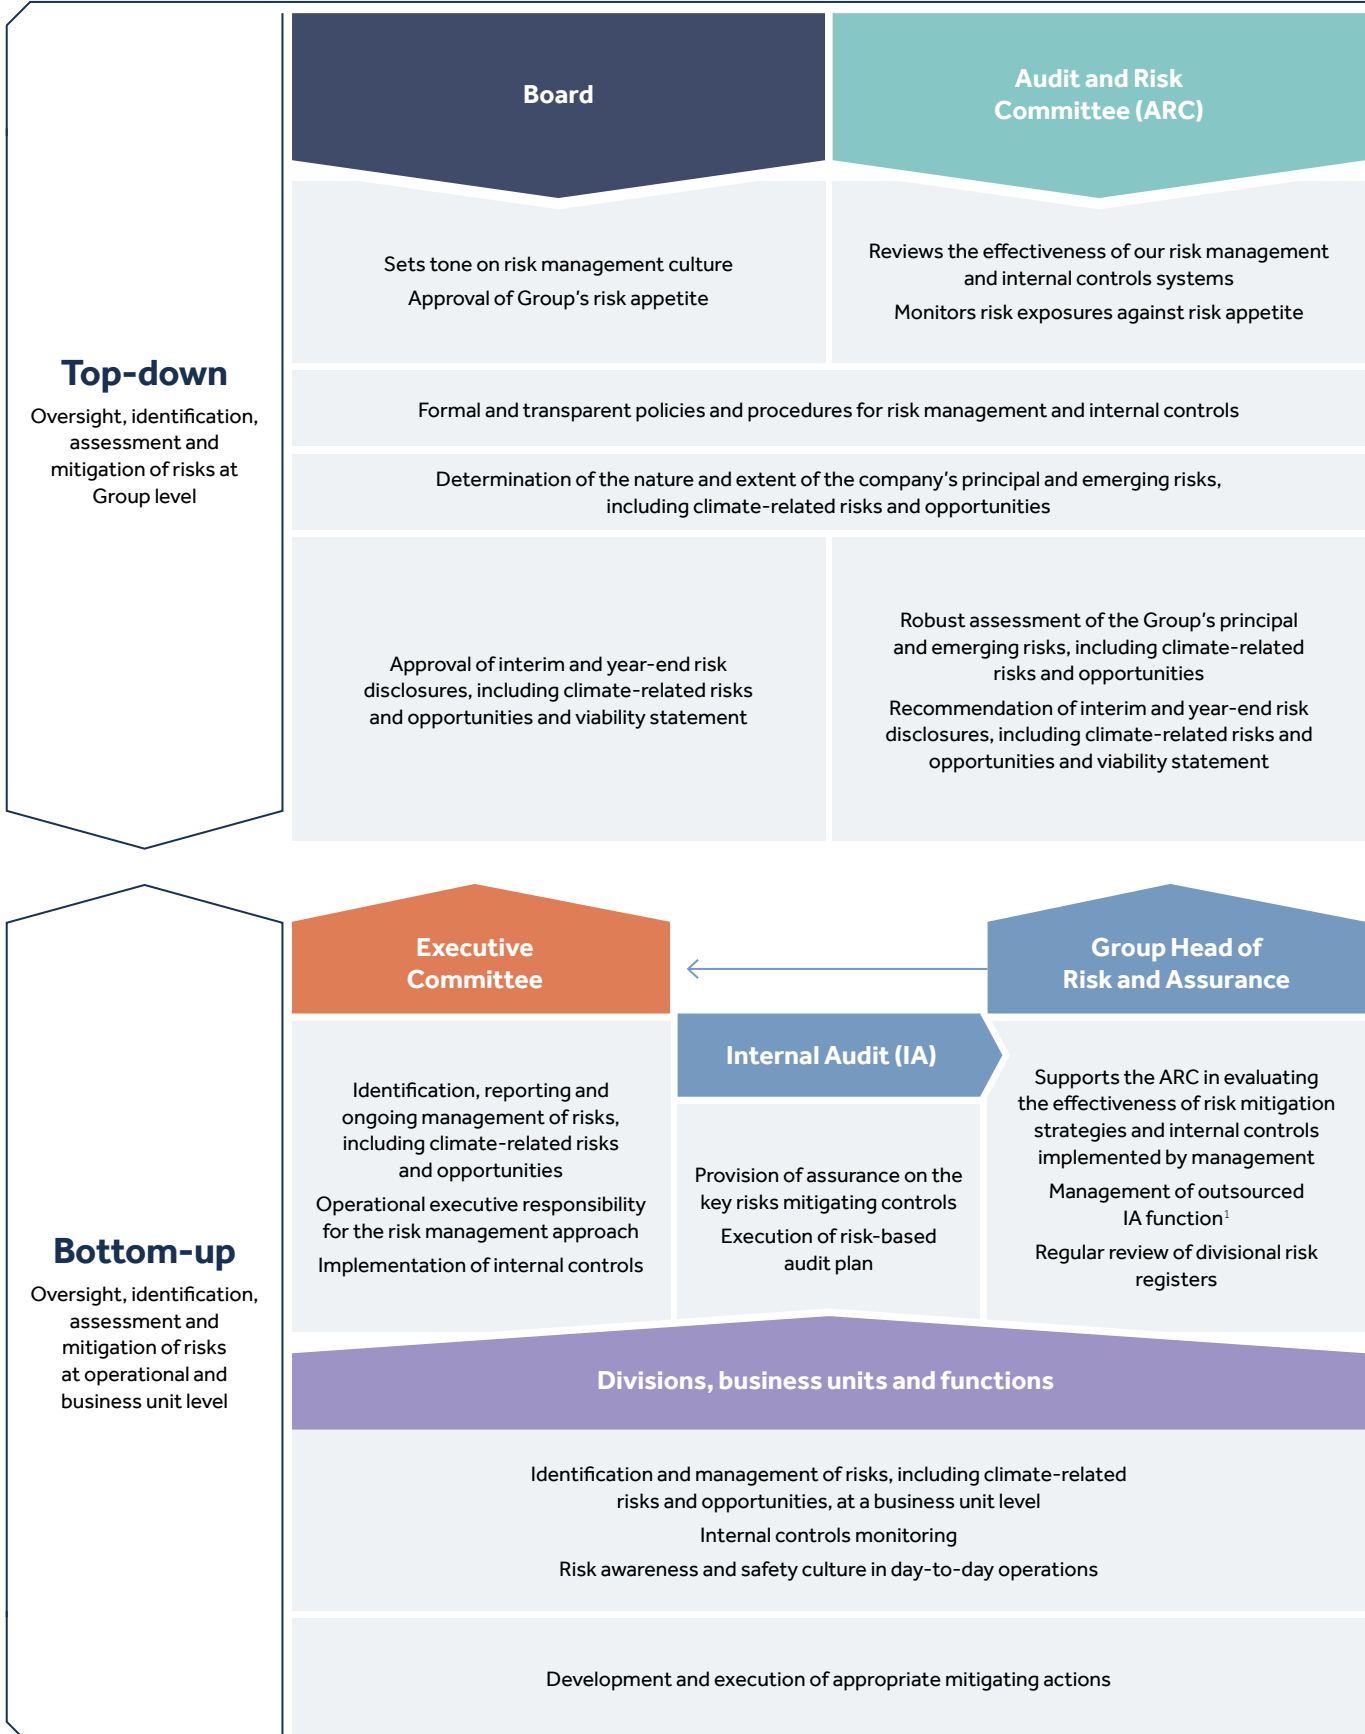 Board
Audit and Risk
Committee (ARC)
Sets tone on risk management culture
Approval of Group's risk appetite
Reviews the effectiveness of our risk management
and internal controls systems
Monitors risk exposures against risk appetite
Top-down
Oversight, identification,
assessment and
mitigation of risks at
Group level
Formal and transparent policies and procedures for risk management and internal controls
Determination of the nature and extent of the company's principal and emerging risks,
including climate-related risks and opportunities
Approval of interim and year-end risk
disclosures, including climate-related risks
and opportunities and viability statement
Robust assessment of the Group's principal
and emerging risks, including climate-related
risks and opportunities
Recommendation of interim and year-end risk
disclosures, including climate-related risks and
opportunities and viability statement
Executive
Committee
Group Head of
Risk and Assurance
Internal Audit (IA)
Identification, reporting and
ongoing management of risks,
including climate-related risks
and opportunities
Operational executive responsibility
for the risk management approach
Implementation of internal controls
Provision of assurance on the
key risks mitigating controls
Execution of risk-based
audit plan
Supports the ARC in evaluating
the effectiveness of risk mitigation
strategies and internal controls
implemented by management
Management of outsourced
IA function¹
Regular review of divisional risk
registers
Bottom-up
Oversight, identification,
assessment and
mitigation of risks
at operational and
business unit level
Divisions, business units and functions
Identification and management of risks, including climate-related
risks and opportunities, at a business unit level
Internal controls monitoring
Risk awareness and safety culture in day-to-day operations
Development and execution of appropriate mitigating actions